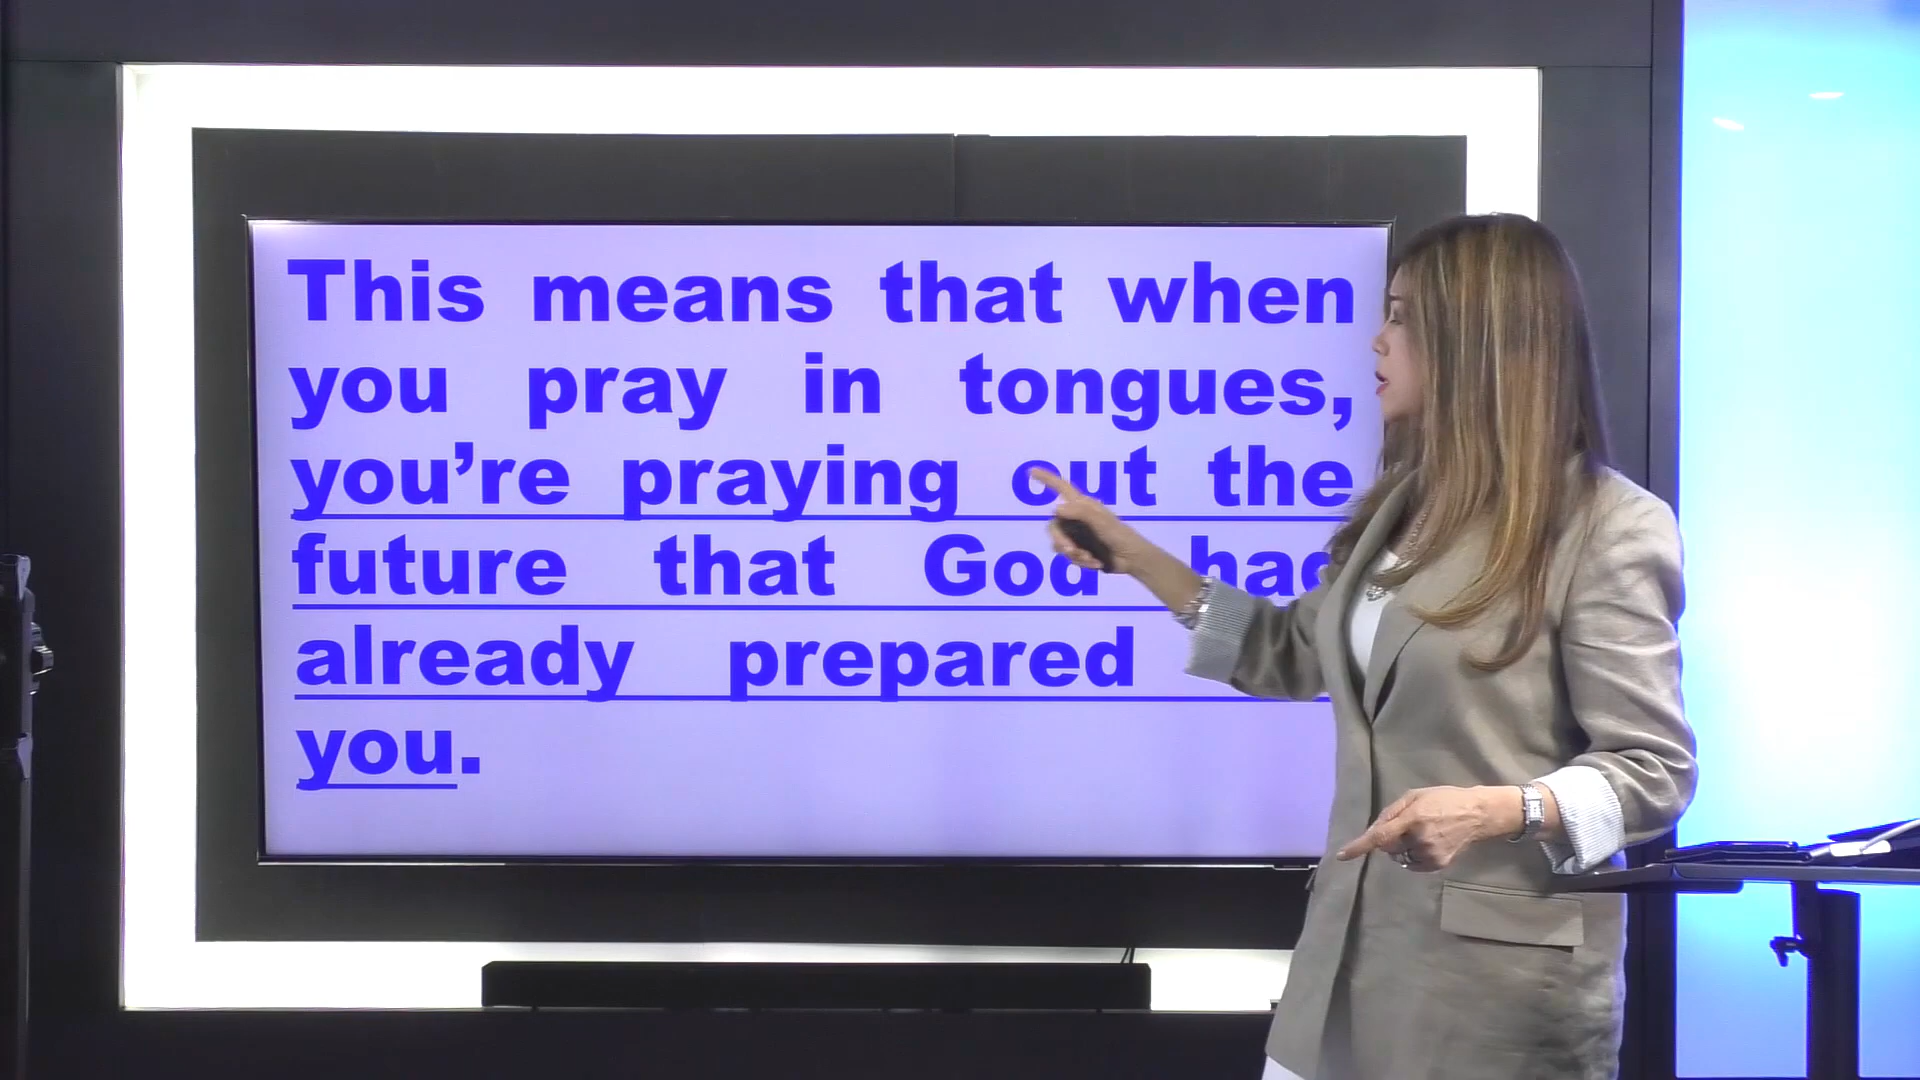 This means that when
you pray in tongues,
you’re praying out the
future that God had
already prepared
you.